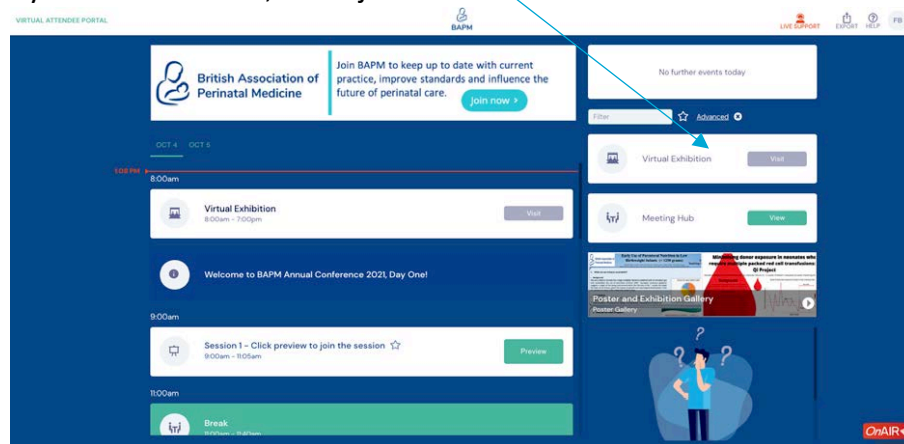 VIRTUAL ATTENDEE PORTAL
BAPM
LIVE SUPPORT
EXPORT
HELP
FB
British Association of
Perinatal Medicine
Join BAPM to keep up to date with current
practice, improve standards and influence the
future of perinatal care.
Join now >
No further events today
Filter
Advanced
OCT 4 OCT 5
1:08 PM
8:00am
Virtual Exhibition
8:00am - 7:00pm
Visit
Virtual Exhibition
Visit
Meeting Hub
View
Welcome to BAPM Annual Conference 2021, Day One!
Poster and Exhibition Gallery
Poster Gallery
9:00am
Session 1 - Click preview to join the session
9:00am - 11:05am
Preview
11:00am
Break
11:00am - 11:40am
OnAIR